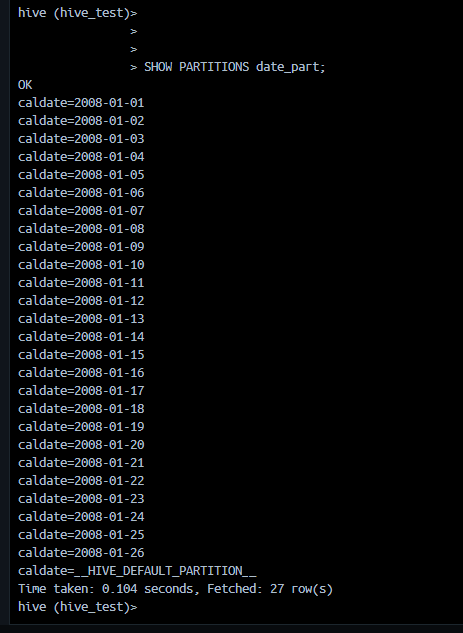 hive (hive_test)>
>
>
> SHOW PARTITIONS date_part;
OK
caldate=2008-01-01
caldate=2008-01-02
caldate=2008-01-03
caldate=2008-01-04
caldate=2008-01-05
caldate=2008-01-06
caldate=2008-01-07
caldate=2008-01-08
caldate=2008-01-09
caldate=2008-01-10
caldate=2008-01-11
caldate=2008-01-12
caldate=2008-01-13
caldate=2008-01-14
caldate=2008-01-15
caldate=2008-01-16
caldate=2008-01-17
caldate=2008-01-18
caldate=2008-01-19
caldate=2008-01-20
caldate=2008-01-21
caldate=2008-01-22
caldate=2008-01-23
caldate=2008-01-24
caldate=2008-01-25
caldate=2008-01-26
caldate=__HIVE_DEFAULT_PARTITION__
Time taken: 0.104 seconds, Fetched: 27 row(s)
hive (hive_test)>